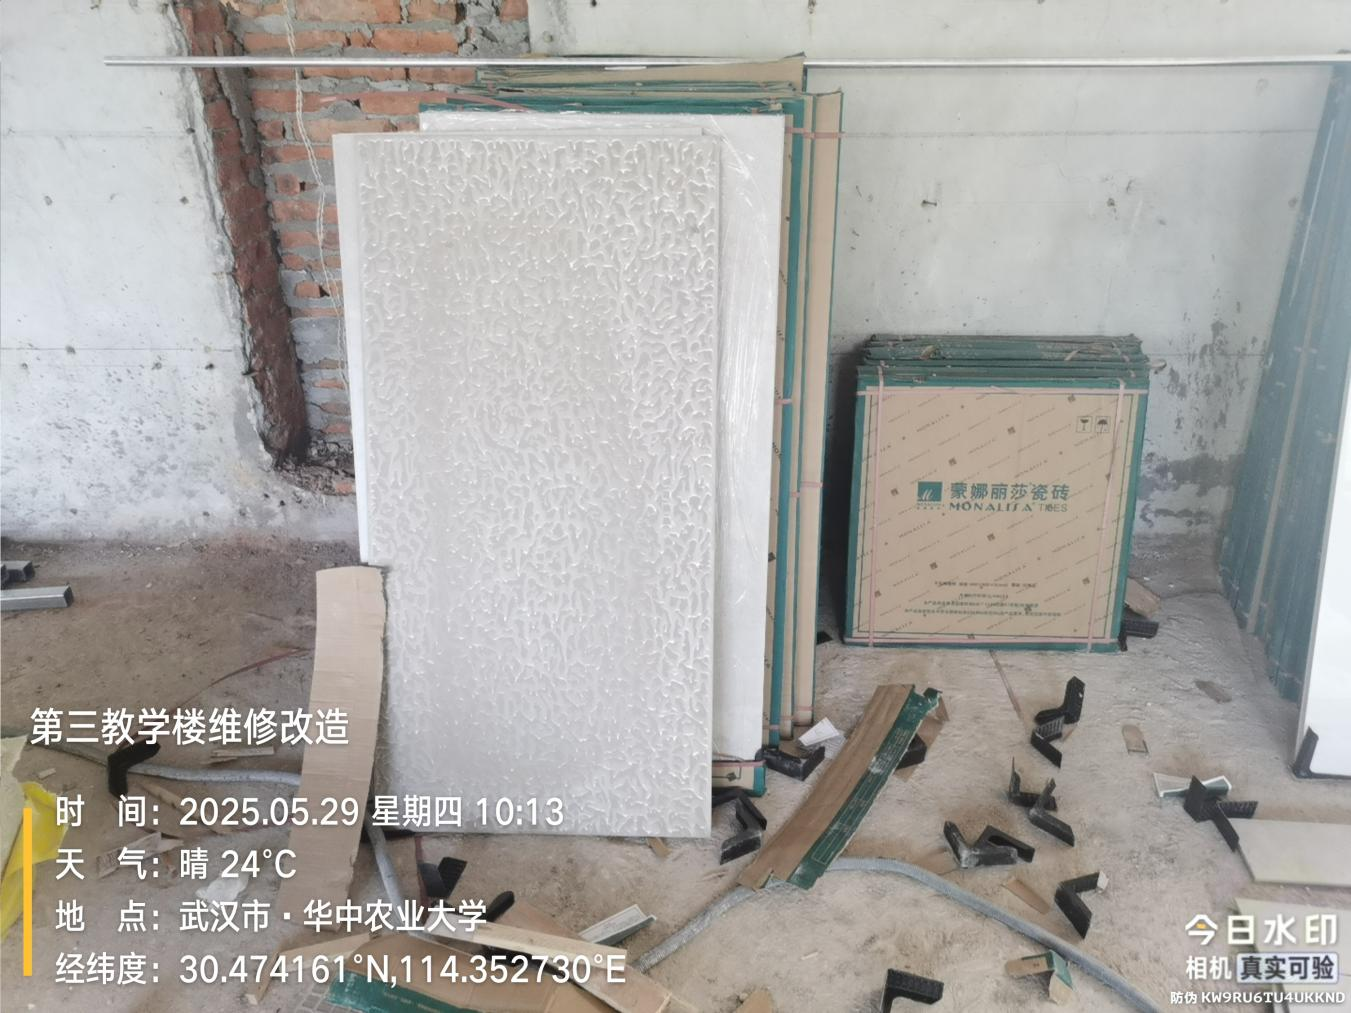 蒙娜丽莎瓷砖
MONALISA TILES
第三教学楼维修改造
时 间：2025.05.29 星期四 10:13
天 气：晴 24°C
地 点：武汉市·华中农业大学
经纬度：30.474161°N,114.352730°E
今日水印
相机 真实可验
防伪 KW9RU6TU4UKKND